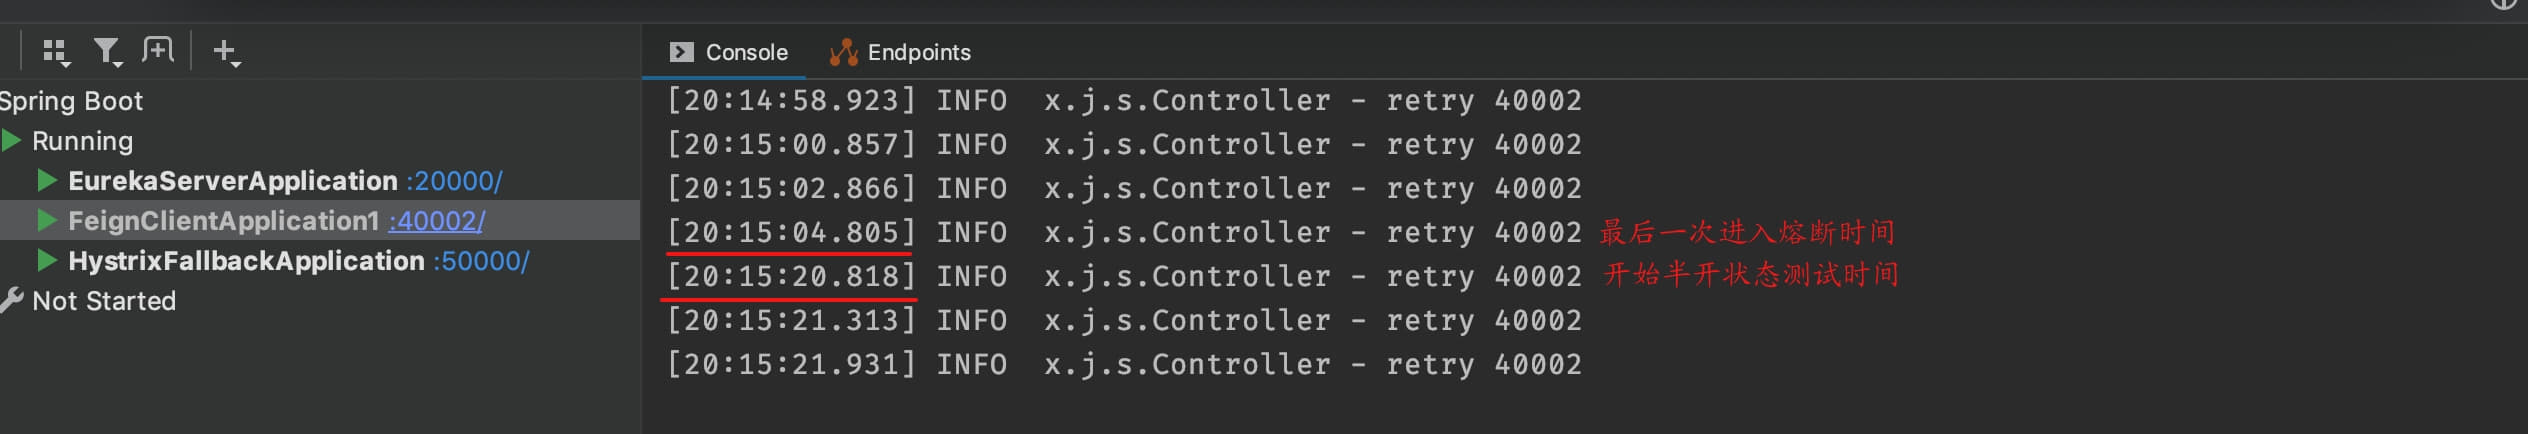 Spring Boot
Running
EurekaServerApplication :20000/
FeignClientApplication1 :40002/
HystrixFallbackApplication :50000/
Not Started
Console Endpoints
[20:14:58.923] INFO  x.j.s.Controller - retry 40002
[20:15:00.857] INFO  x.j.s.Controller - retry 40002
[20:15:02.866] INFO  x.j.s.Controller - retry 40002
[20:15:04.805] INFO  x.j.s.Controller - retry 40002 最后一次进入熔断时间
[20:15:20.818] INFO  x.j.s.Controller - retry 40002 开始半开状态测试时间
[20:15:21.313] INFO  x.j.s.Controller - retry 40002
[20:15:21.931] INFO  x.j.s.Controller - retry 40002